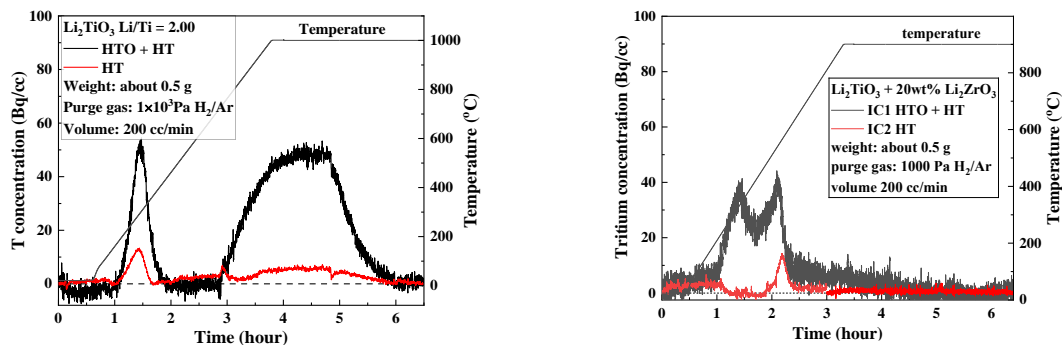 100
80
60
40
20
0
T concentration (Bq/cc)
Li₂TiO₃ Li/Ti = 2.00
HTO + HT
HT
Weight: about 0.5 g
Purge gas: 1×10³Pa H₂/Ar
Volume: 200 cc/min
Temperature
1000
800
600
400
200
0
Temperature (°C)
0 1 2 3 4 5 6
Time (hour)
100
80
60
40
20
0
Tritium concentration (Bq/cc)
temperature
Li₂TiO₃ + 20wt% Li₂ZrO₃
IC1 HTO + HT
IC2 HT
weight: about 0.5 g
purge gas: 1000 Pa H₂/Ar
volume 200 cc/min
800
600
400
200
0
Temperature (°C)
0 1 2 3 4 5 6
Time (hour)